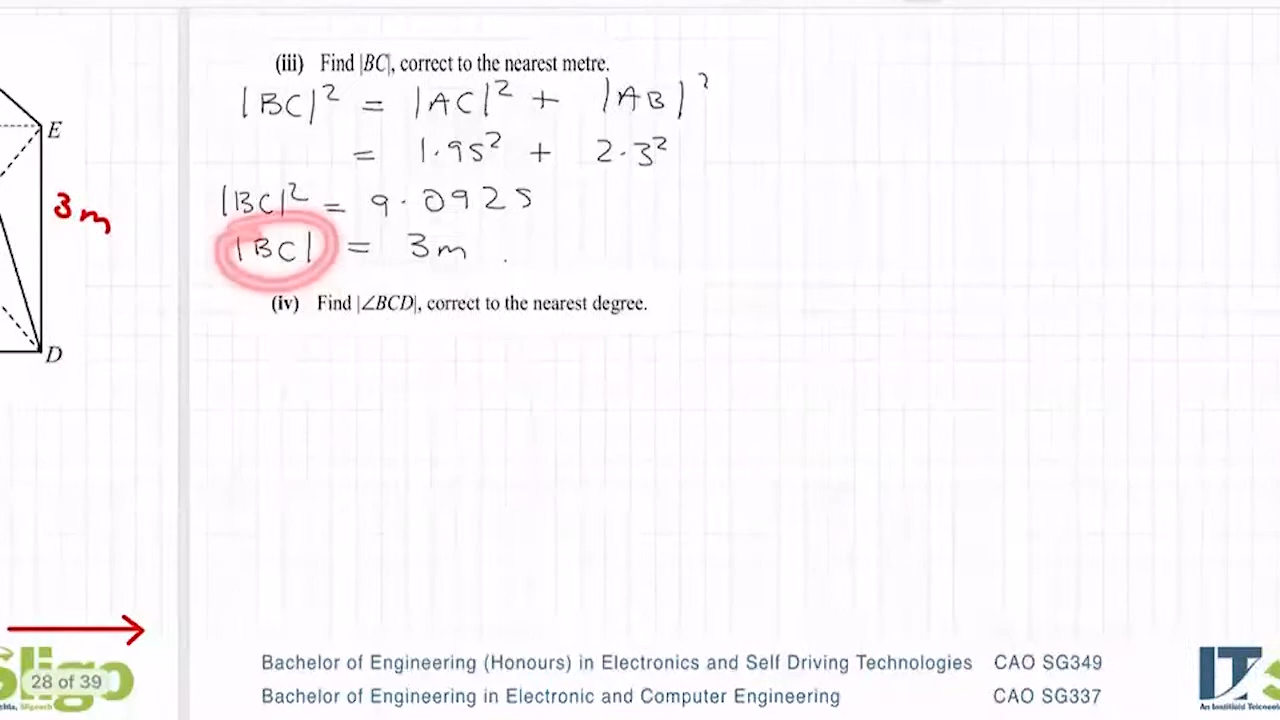 (iii) Find |BC|, correct to the nearest metre.
|BC|² = |AC|² + |AB|²
= 1.95² + 2.3²
|BC|² = 9.0925
|BC| = 3m
(iv) Find |∠BCD|, correct to the nearest degree.
E
3m
D
Sligo
28 of 39
Bachelor of Engineering (Honours) in Electronics and Self Driving Technologies CAO SG349
Bachelor of Engineering in Electronic and Computer Engineering CAO SG337
IT S